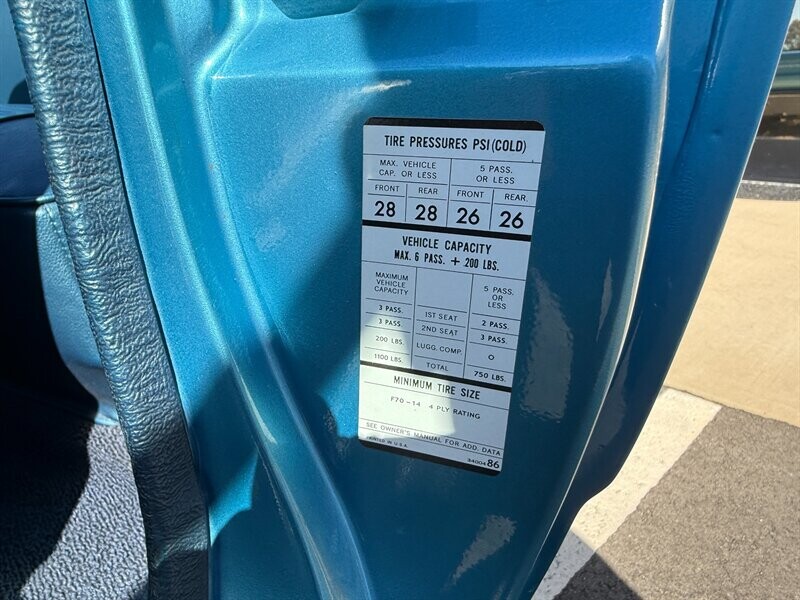 TIRE PRESSURES PSI (COLD)
MAX. VEHICLE CAP. OR LESS 5 PASS. OR LESS
FRONT REAR FRONT REAR.
28 28 26 26
VEHICLE CAPACITY
MAX. 6 PASS. + 200 LBS.
MAXIMUM VEHICLE CAPACITY 5 PASS. OR LESS
3 PASS. 1ST SEAT 2 PASS.
3 PASS. 2ND SEAT 3 PASS.
200 LBS. LUGG. COMP. 0
1100 LBS. TOTAL 750 LBS.
MINIMUM TIRE SIZE
F70-14 4 PLY RATING
SEE OWNER'S MANUAL FOR ADD. DATA
PRINTED IN U.S.A. 8400486